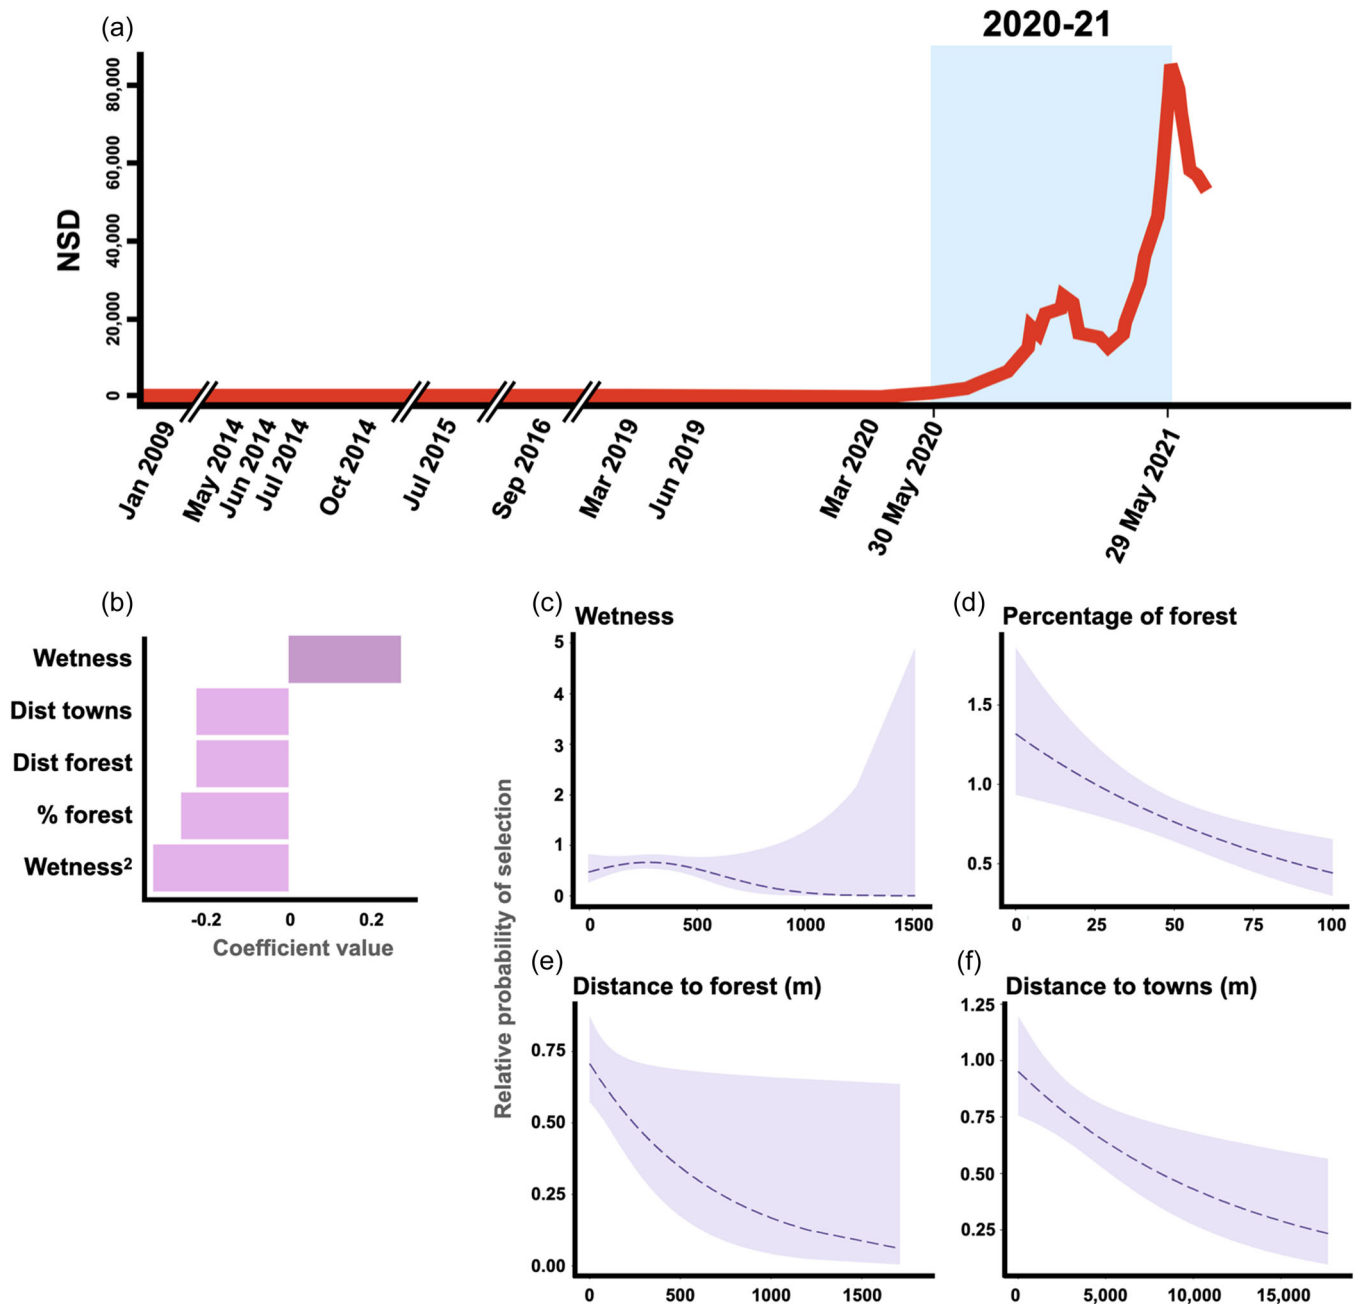 (a)
2020-21
NSD
80,000
60,000
40,000
20,000
0
Jan 2009
May 2014
Jun 2014
Jul 2014
Oct 2014
Jul 2015
Sep 2016
Mar 2019
Jun 2019
Mar 2020
30 May 2020
29 May 2021
(b)
Wetness
Dist towns
Dist forest
% forest
Wetness²
-0.2 0 0.2
Coefficient value
Relative probability of selection
(c)
Wetness
5
4
3
2
1
0
0 500 1000 1500
(d)
Percentage of forest
1.5
1.0
0.5
0 25 50 75 100
(e)
Distance to forest (m)
0.75
0.50
0.25
0.00
0 500 1000 1500
(f)
Distance to towns (m)
1.25
1.00
0.75
0.50
0.25
0 5,000 10,000 15,000